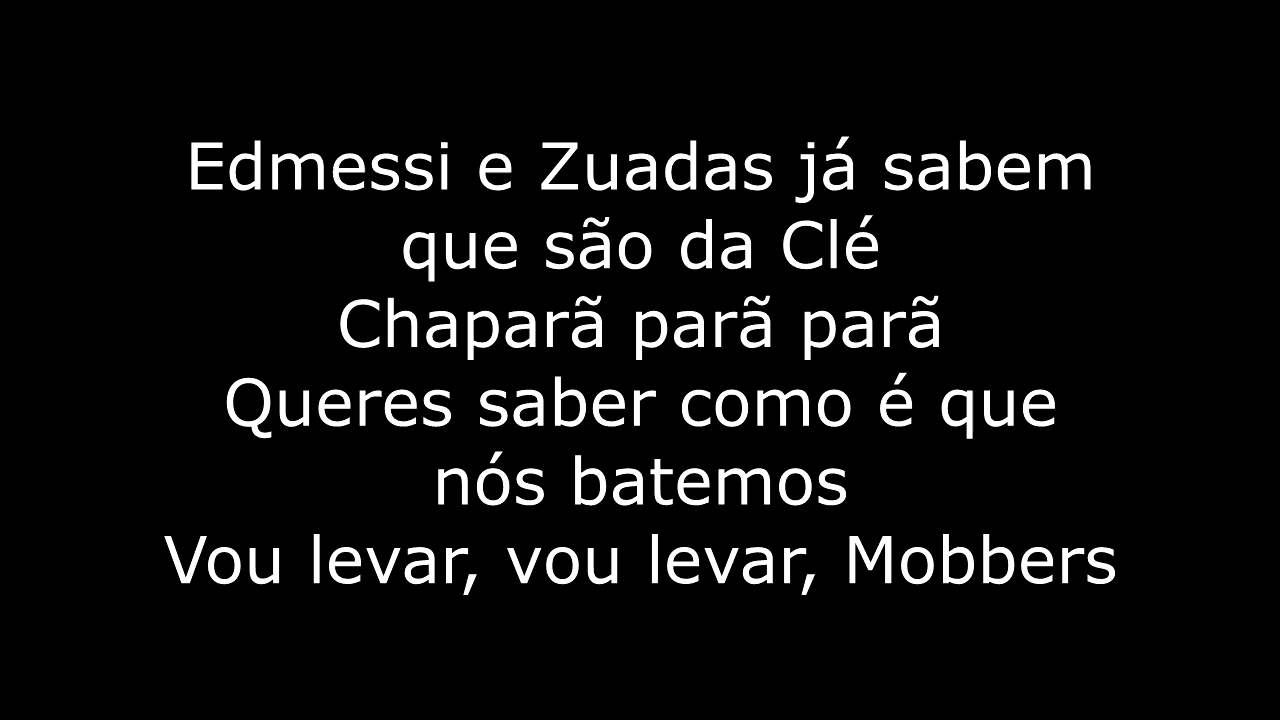 Edmessi e Zuadas já sabem
que são da Clé
Chaparã parã parã
Queres saber como é que
nós batemos
Vou levar, vou levar, Mobbers